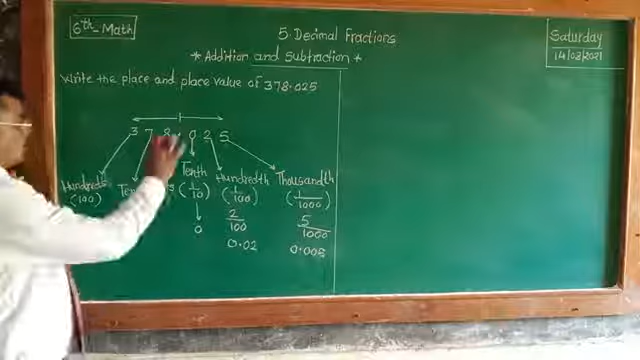 6th-Math
5. Decimal Fractions
Saturday
14/08/2021
* Addition and Subtraction *
Write the place and place value of 378.025
3 7 8 . 0 2 5
Hundreds Tenth Hundredth Thousandth
(100) (1/10) (1/100) (1/1000)
0 2/100 5/1000
0.02 0.005